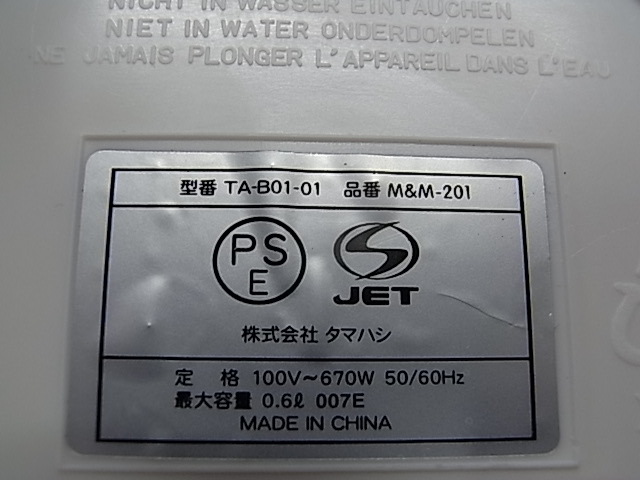 NICHT IN WASSER EINTAUCHEN
NIET IN WATER ONDERDOMPELEN
NE JAMAIS PLONGER L'APPAREIL DANS L'EAU
型番 TA-B01-01 品番 M&M-201
PS
E
JET
株式会社 タマハシ
定 格 100V～670W 50/60Hz
最大容量 0.6ℓ 007E
MADE IN CHINA